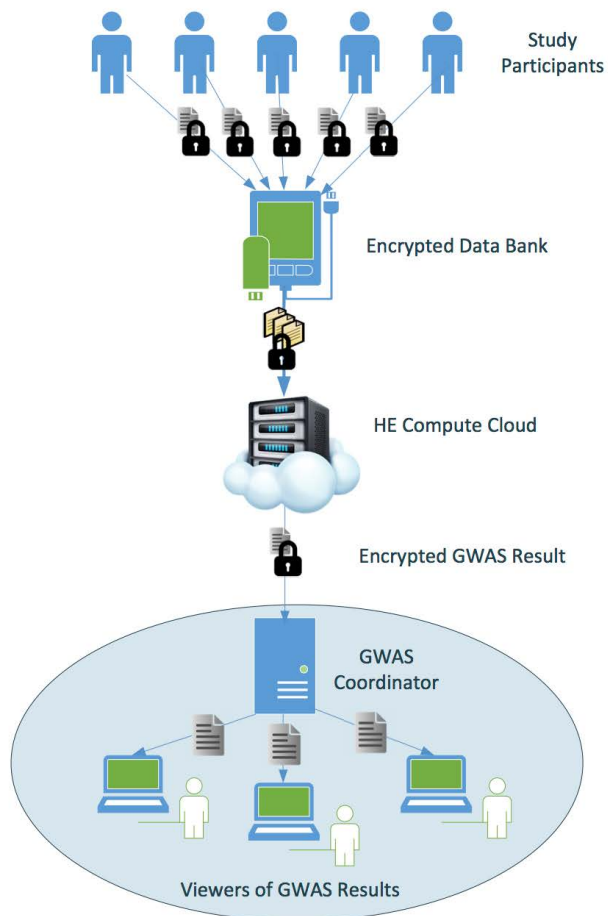 Study
Participants
Encrypted Data Bank
HE Compute Cloud
Encrypted GWAS Result
GWAS
Coordinator
Viewers of GWAS Results